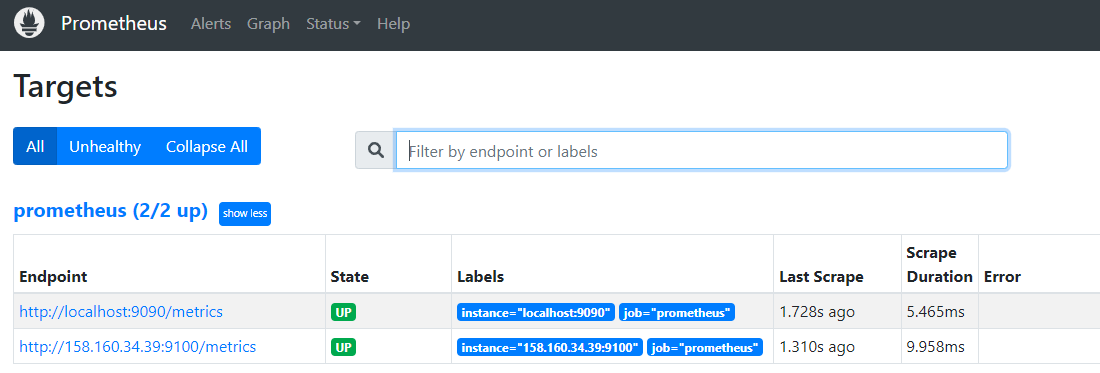 Prometheus Alerts Graph Status Help
Targets
All Unhealthy Collapse All Filter by endpoint or labels
prometheus (2/2 up) show less
Endpoint State Labels Last Scrape Scrape Duration Error
http://localhost:9090/metrics UP instance="localhost:9090" job="prometheus" 1.728s ago 5.465ms
http://158.160.34.39:9100/metrics UP instance="158.160.34.39:9100" job="prometheus" 1.310s ago 9.958ms